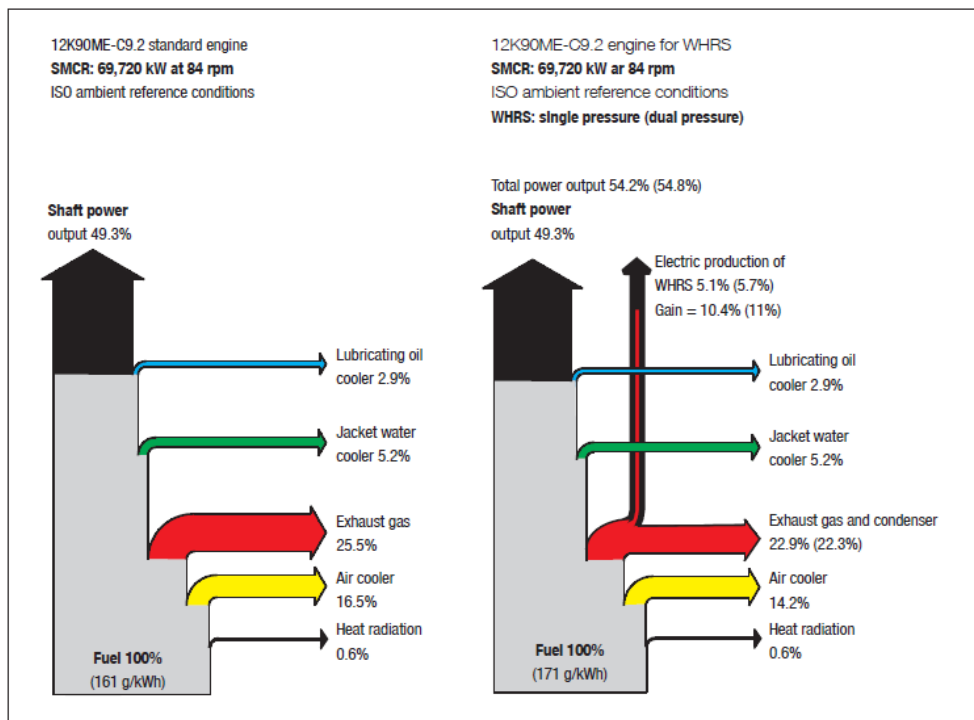 12K90ME-C9.2 standard engine
SMCR: 69,720 kW at 84 rpm
ISO ambient reference conditions
Shaft power
output 49.3%
Lubricating oil
cooler 2.9%
Jacket water
cooler 5.2%
Exhaust gas
25.5%
Air cooler
16.5%
Heat radiation
0.6%
Fuel 100%
(161 g/kWh)
12K90ME-C9.2 engine for WHRS
SMCR: 69,720 kW ar 84 rpm
ISO ambient reference conditions
WHRS: single pressure (dual pressure)
Total power output 54.2% (54.8%)
Shaft power
output 49.3%
Electric production of
WHRS 5.1% (5.7%)
Gain = 10.4% (11%)
Lubricating oil
cooler 2.9%
Jacket water
cooler 5.2%
Exhaust gas and condenser
22.9% (22.3%)
Air cooler
14.2%
Heat radiation
0.6%
Fuel 100%
(171 g/kWh)